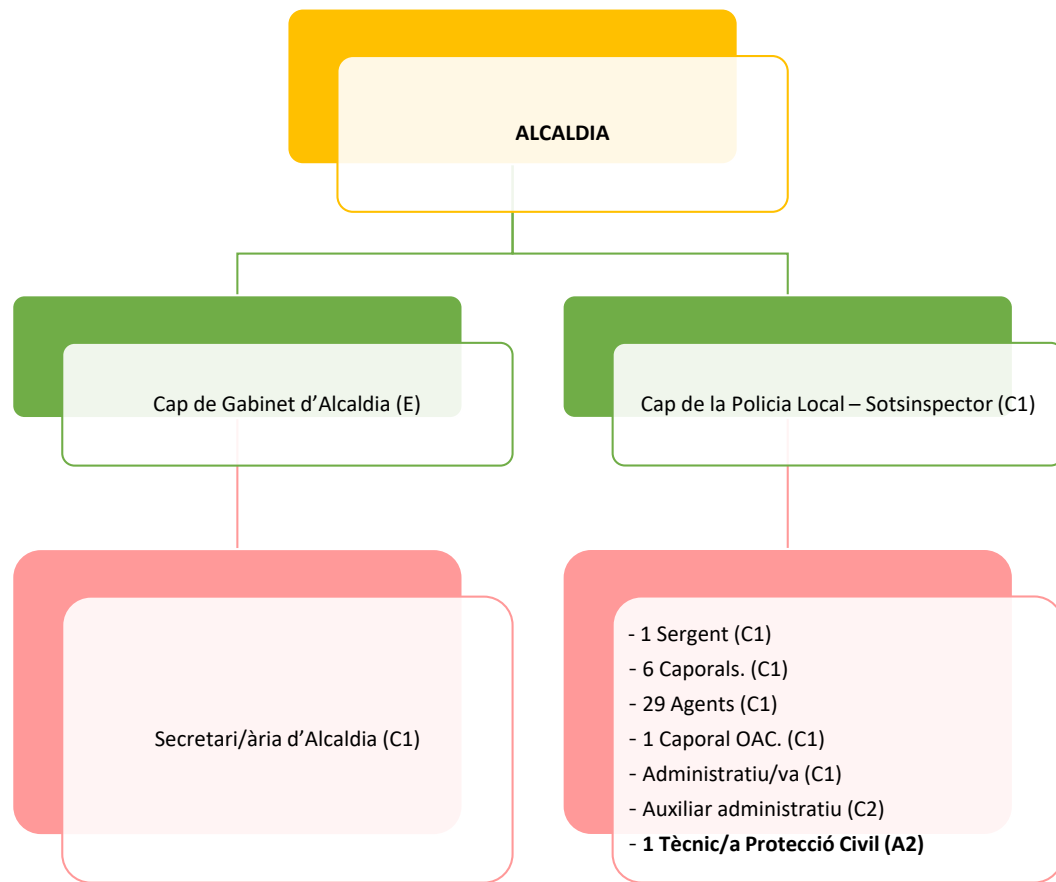 ALCALDIA
Cap de Gabinet d’Alcaldia (E)
Cap de la Policia Local – Sotsinspector (C1)
Secretari/ària d’Alcaldia (C1)
- 1 Sergent (C1)
- 6 Caporals. (C1)
- 29 Agents (C1)
- 1 Caporal OAC. (C1)
- Administratiu/va (C1)
- Auxiliar administratiu (C2)
- 1 Tècnic/a Protecció Civil (A2)